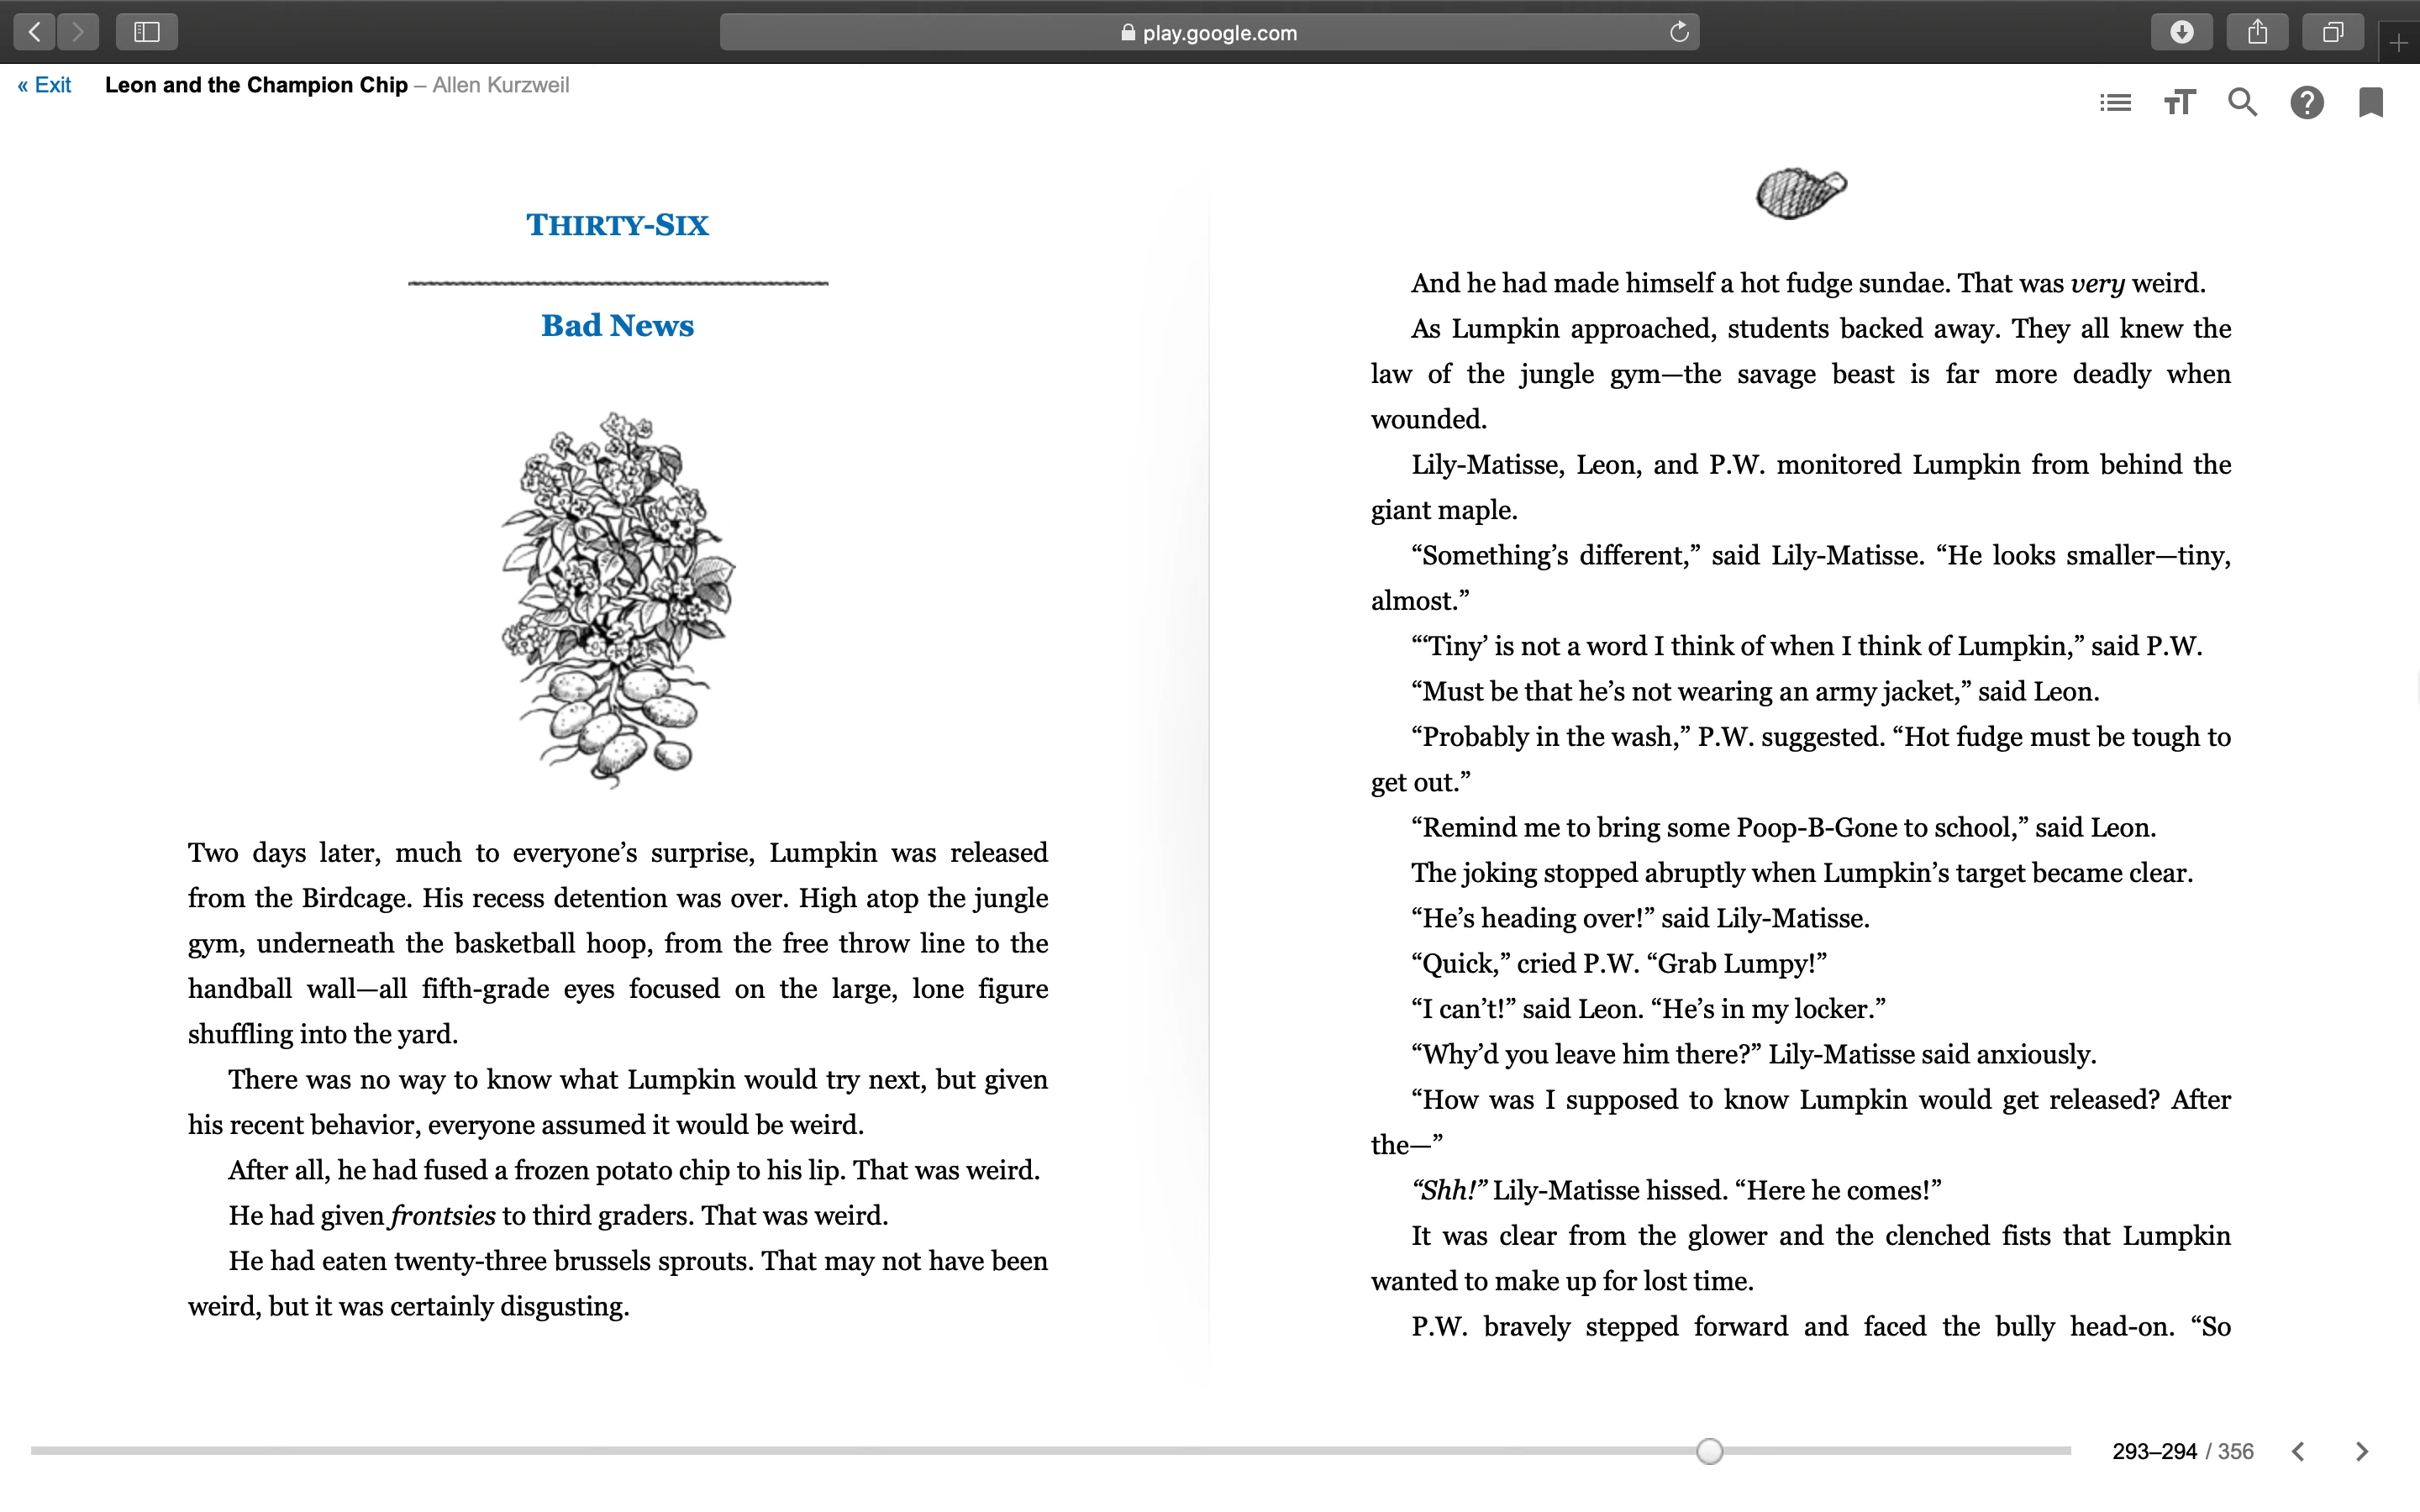 play.google.com
« Exit Leon and the Champion Chip – Allen Kurzweil
THIRTY-SIX
Bad News
Two days later, much to everyone’s surprise, Lumpkin was released
from the Birdcage. His recess detention was over. High atop the jungle
gym, underneath the basketball hoop, from the free throw line to the
handball wall—all fifth-grade eyes focused on the large, lone figure
shuffling into the yard.
There was no way to know what Lumpkin would try next, but given
his recent behavior, everyone assumed it would be weird.
After all, he had fused a frozen potato chip to his lip. That was weird.
He had given frontsies to third graders. That was weird.
He had eaten twenty-three brussels sprouts. That may not have been
weird, but it was certainly disgusting.
And he had made himself a hot fudge sundae. That was very weird.
As Lumpkin approached, students backed away. They all knew the
law of the jungle gym—the savage beast is far more deadly when
wounded.
Lily-Matisse, Leon, and P.W. monitored Lumpkin from behind the
giant maple.
“Something’s different,” said Lily-Matisse. “He looks smaller—tiny,
almost.”
“‘Tiny’ is not a word I think of when I think of Lumpkin,” said P.W.
“Must be that he’s not wearing an army jacket,” said Leon.
“Probably in the wash,” P.W. suggested. “Hot fudge must be tough to
get out.”
“Remind me to bring some Poop-B-Gone to school,” said Leon.
The joking stopped abruptly when Lumpkin’s target became clear.
“He’s heading over!” said Lily-Matisse.
“Quick,” cried P.W. “Grab Lumpy!”
“I can’t!” said Leon. “He’s in my locker.”
“Why’d you leave him there?” Lily-Matisse said anxiously.
“How was I supposed to know Lumpkin would get released? After
the—”
“Shh!” Lily-Matisse hissed. “Here he comes!”
It was clear from the glower and the clenched fists that Lumpkin
wanted to make up for lost time.
P.W. bravely stepped forward and faced the bully head-on. “So
293–294 / 356